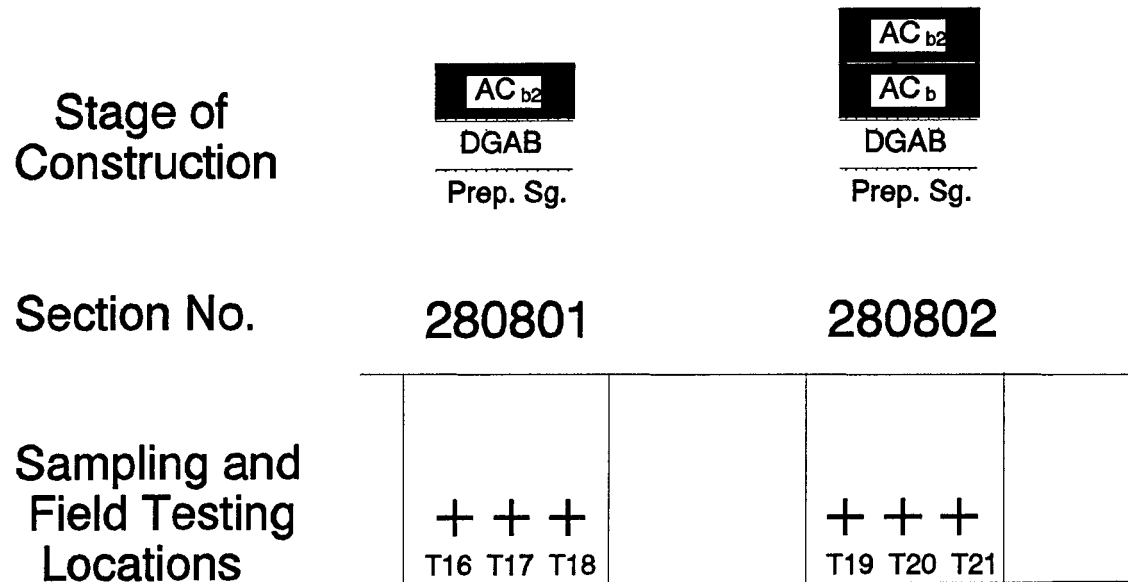 Stage of
Construction
AC b2
DGAB
Prep. Sg.
AC b2
AC b
DGAB
Prep. Sg.
Section No.
280801
280802
Sampling and
Field Testing
Locations
T16 T17 T18
T19 T20 T21